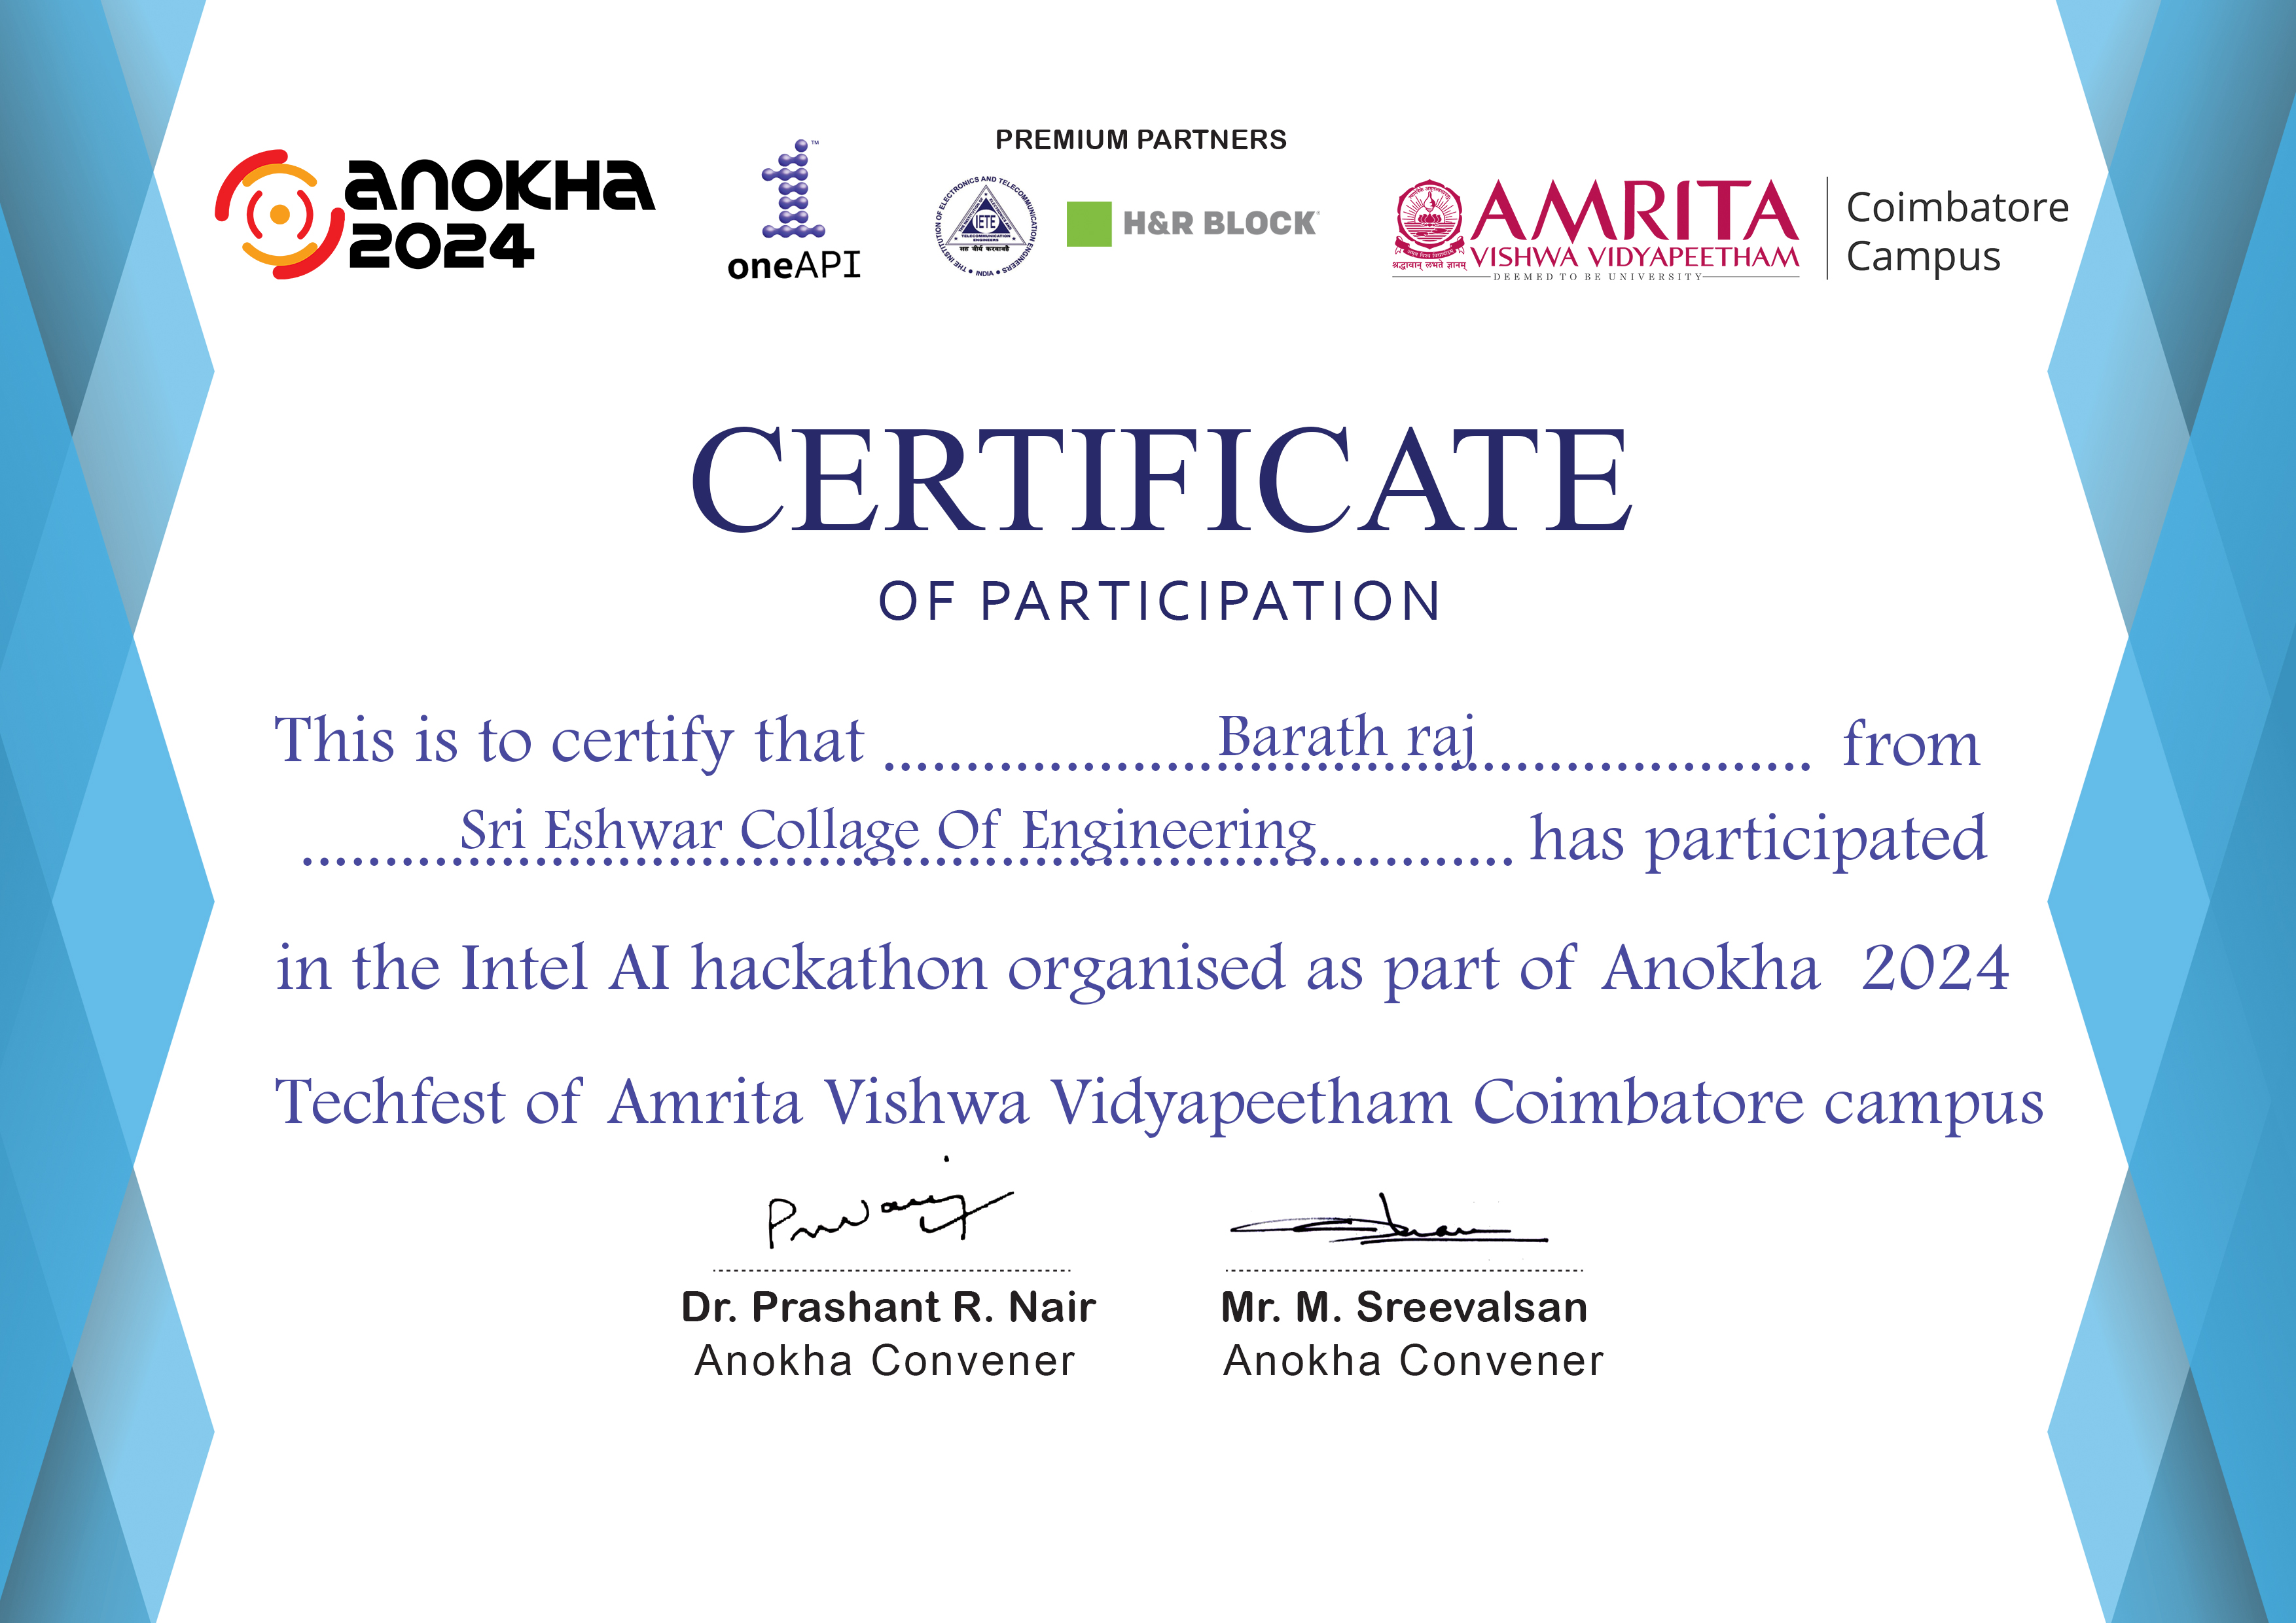 PREMIUM PARTNERS
ANOKHA
2024
™
oneAPI
THE INSTITUTION OF ELECTRONICS AND TELECOMMUNICATION ENGINEERS
INDIA
IETE
TELECOMMUNICATION
ENGINEERS
H&R BLOCK®
श्रद्धावान् लभते ज्ञानम्
AMRITA
VISHWA VIDYAPEETHAM
DEEMED TO BE UNIVERSITY
Coimbatore
Campus
CERTIFICATE
OF PARTICIPATION
This is to certify that Barath raj from
Sri Eshwar Collage Of Engineering has participated
in the Intel AI hackathon organised as part of Anokha 2024
Techfest of Amrita Vishwa Vidyapeetham Coimbatore campus
Dr. Prashant R. Nair
Anokha Convener
Mr. M. Sreevalsan
Anokha Convener